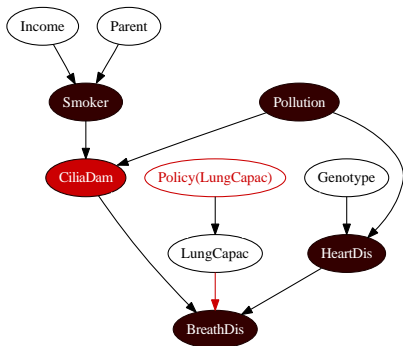 Income
Parent
Smoker
Pollution
CiliaDam
Policy(LungCapac)
Genotype
LungCapac
HeartDis
BreathDis